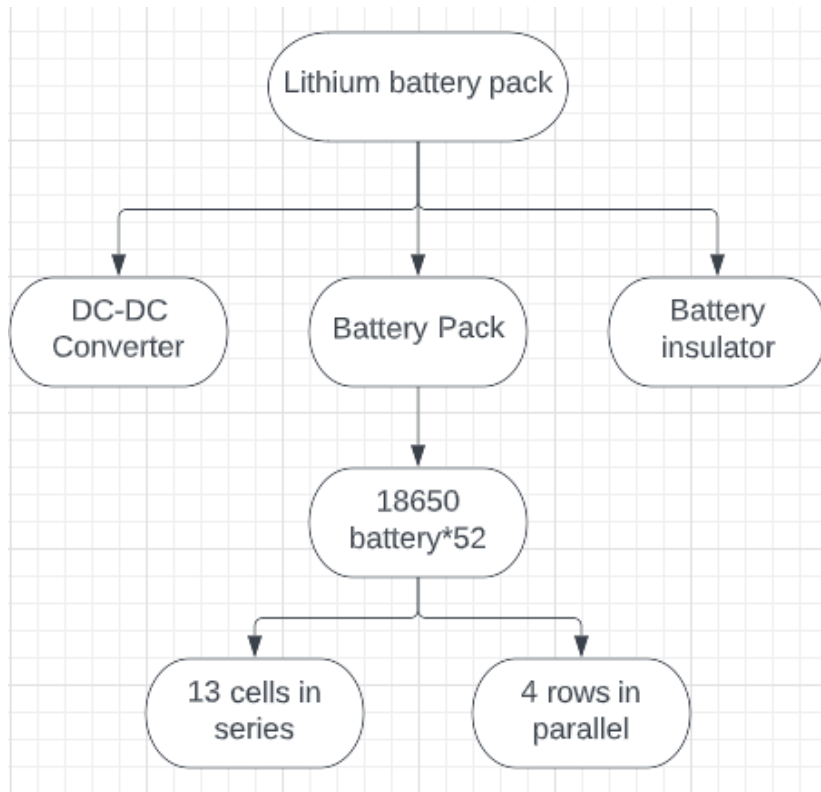 Lithium battery pack
DC-DC
Converter
Battery Pack
Battery
insulator
18650
battery*52
13 cells in
series
4 rows in
parallel